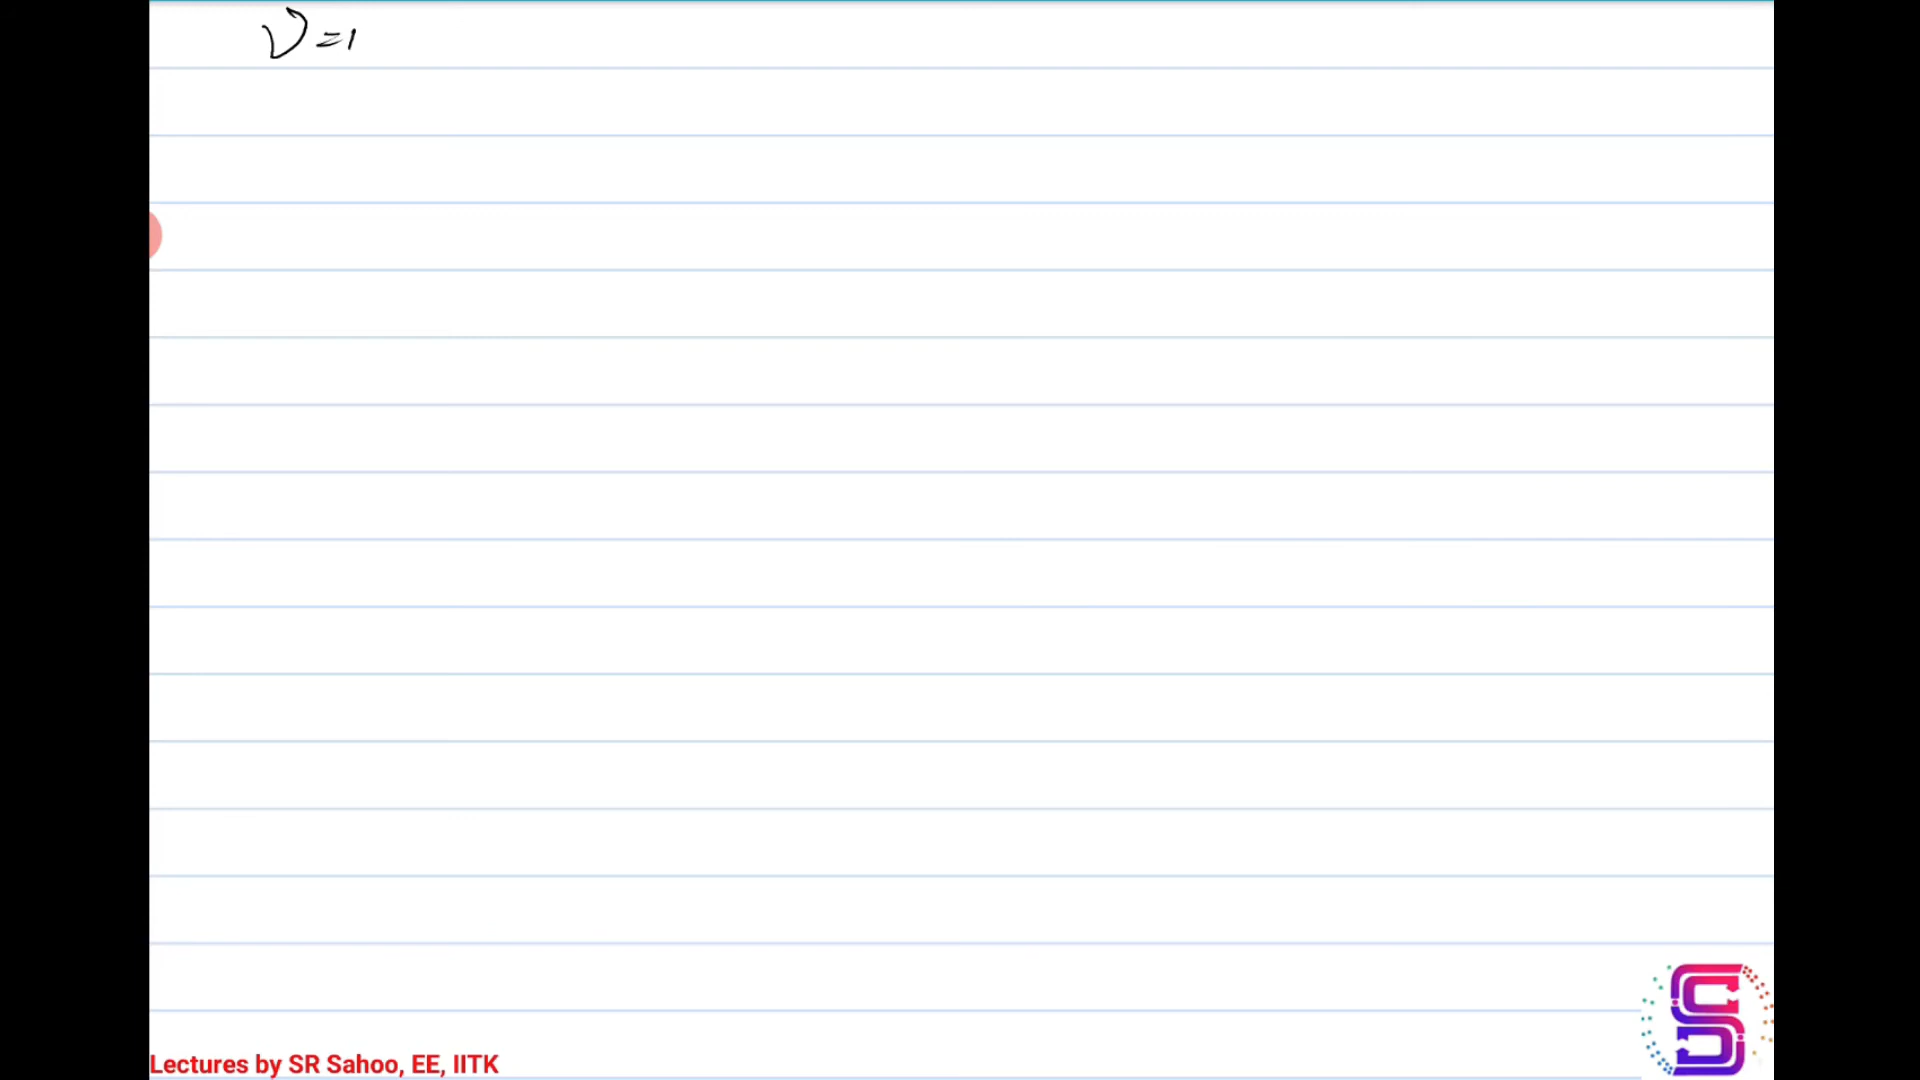 ν = 1
Lectures by SR Sahoo, EE, IITK